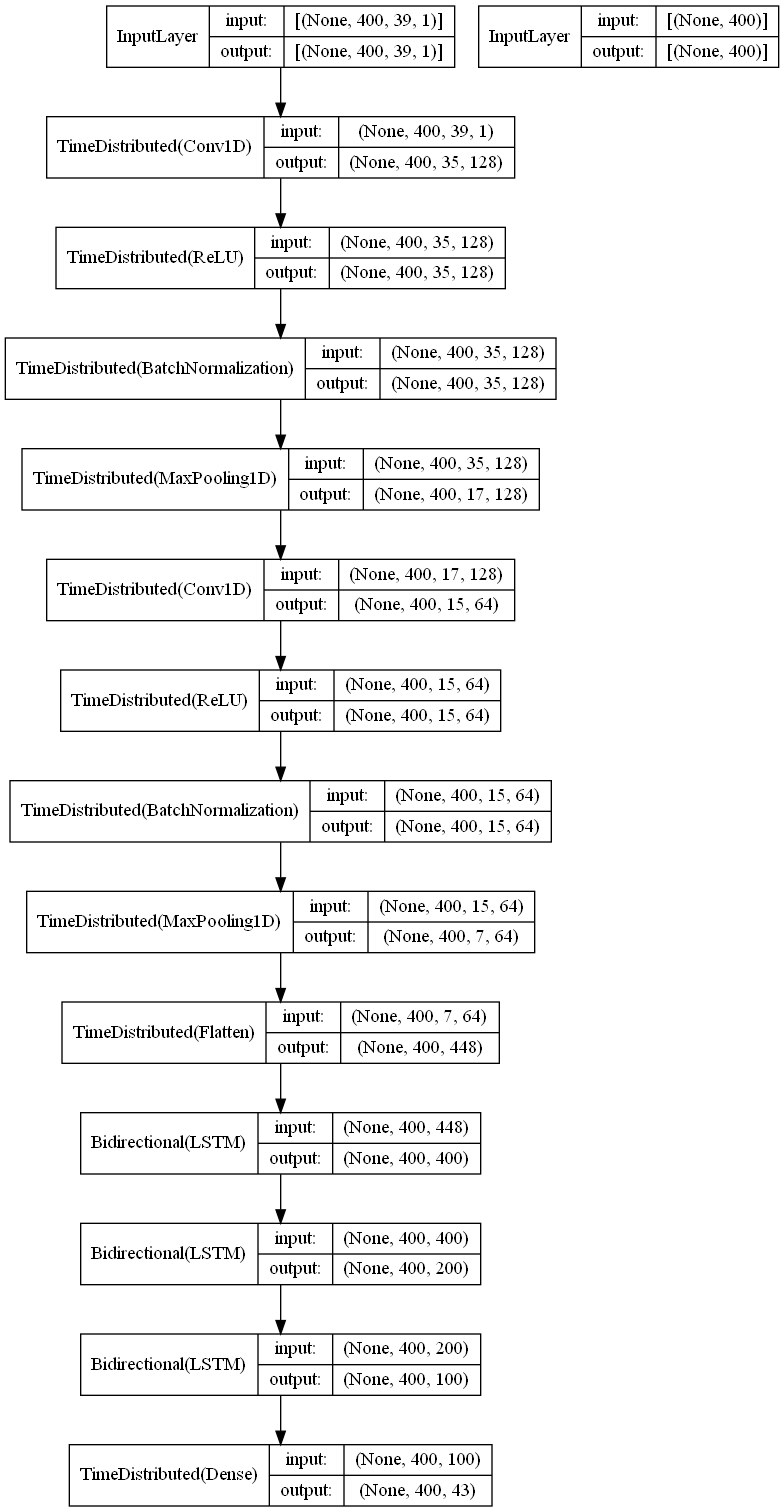 InputLayer input: [(None, 400, 39, 1)]
output: [(None, 400, 39, 1)]
InputLayer input: [(None, 400)]
output: [(None, 400)]
TimeDistributed(Conv1D) input: (None, 400, 39, 1)
output: (None, 400, 35, 128)
TimeDistributed(ReLU) input: (None, 400, 35, 128)
output: (None, 400, 35, 128)
TimeDistributed(BatchNormalization) input: (None, 400, 35, 128)
output: (None, 400, 35, 128)
TimeDistributed(MaxPooling1D) input: (None, 400, 35, 128)
output: (None, 400, 17, 128)
TimeDistributed(Conv1D) input: (None, 400, 17, 128)
output: (None, 400, 15, 64)
TimeDistributed(ReLU) input: (None, 400, 15, 64)
output: (None, 400, 15, 64)
TimeDistributed(BatchNormalization) input: (None, 400, 15, 64)
output: (None, 400, 15, 64)
TimeDistributed(MaxPooling1D) input: (None, 400, 15, 64)
output: (None, 400, 7, 64)
TimeDistributed(Flatten) input: (None, 400, 7, 64)
output: (None, 400, 448)
Bidirectional(LSTM) input: (None, 400, 448)
output: (None, 400, 400)
Bidirectional(LSTM) input: (None, 400, 400)
output: (None, 400, 200)
Bidirectional(LSTM) input: (None, 400, 200)
output: (None, 400, 100)
TimeDistributed(Dense) input: (None, 400, 100)
output: (None, 400, 43)